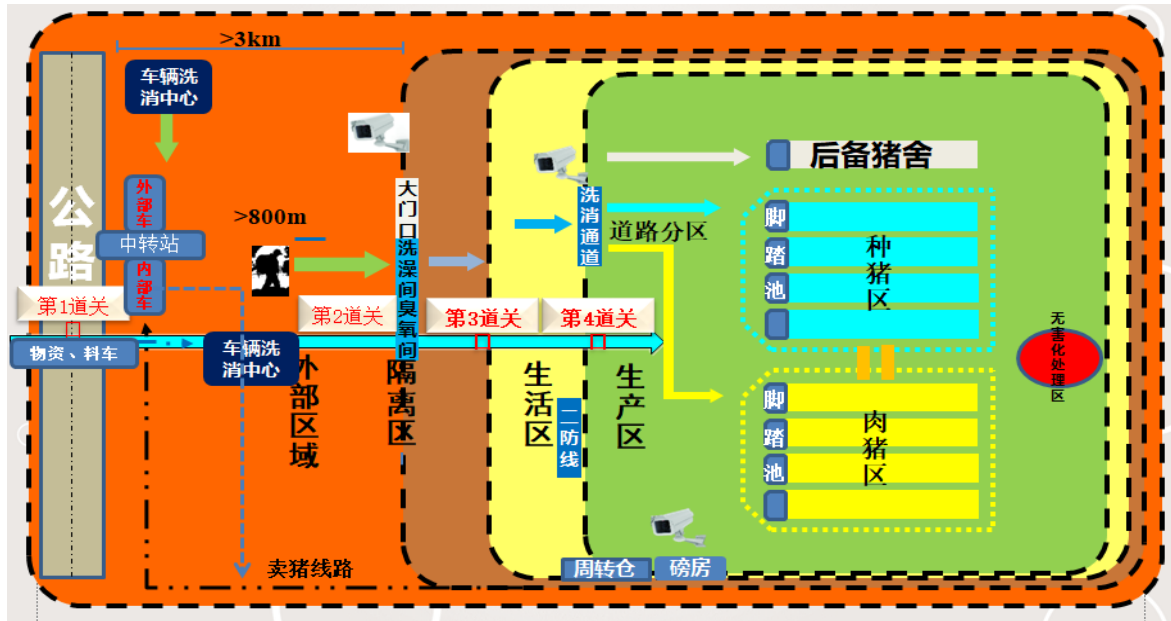 >3km
车辆洗
消中心
公路
外部车
中转站
内部车
>800m
大门口
洗澡间臭氧间
第1道关
第2道关
第3道关
第4道关
物资、料车
车辆洗
消中心
外部区域
隔离区
生活区
二防线
生产区
洗消通道
道路分区
后备猪舍
脚
踏
池
种猪区
脚
踏
池
肉猪区
无害化处理区
卖猪线路
周转仓
磅房